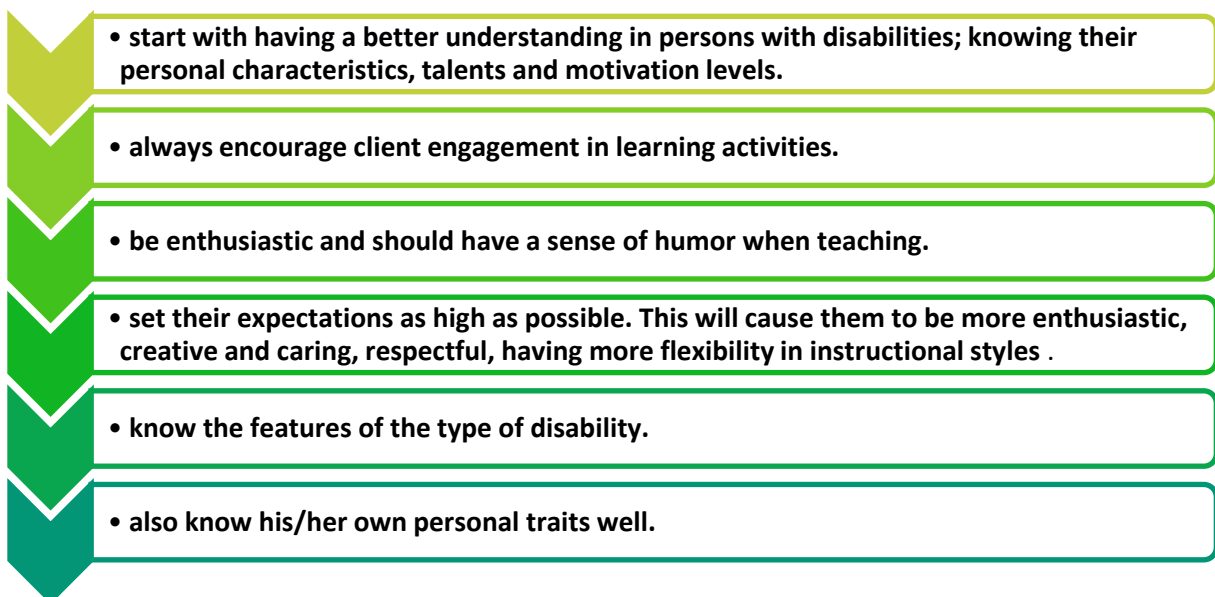 • start with having a better understanding in persons with disabilities; knowing their
personal characteristics, talents and motivation levels.
• always encourage client engagement in learning activities.
• be enthusiastic and should have a sense of humor when teaching.
• set their expectations as high as possible. This will cause them to be more enthusiastic,
creative and caring, respectful, having more flexibility in instructional styles .
• know the features of the type of disability.
• also know his/her own personal traits well.